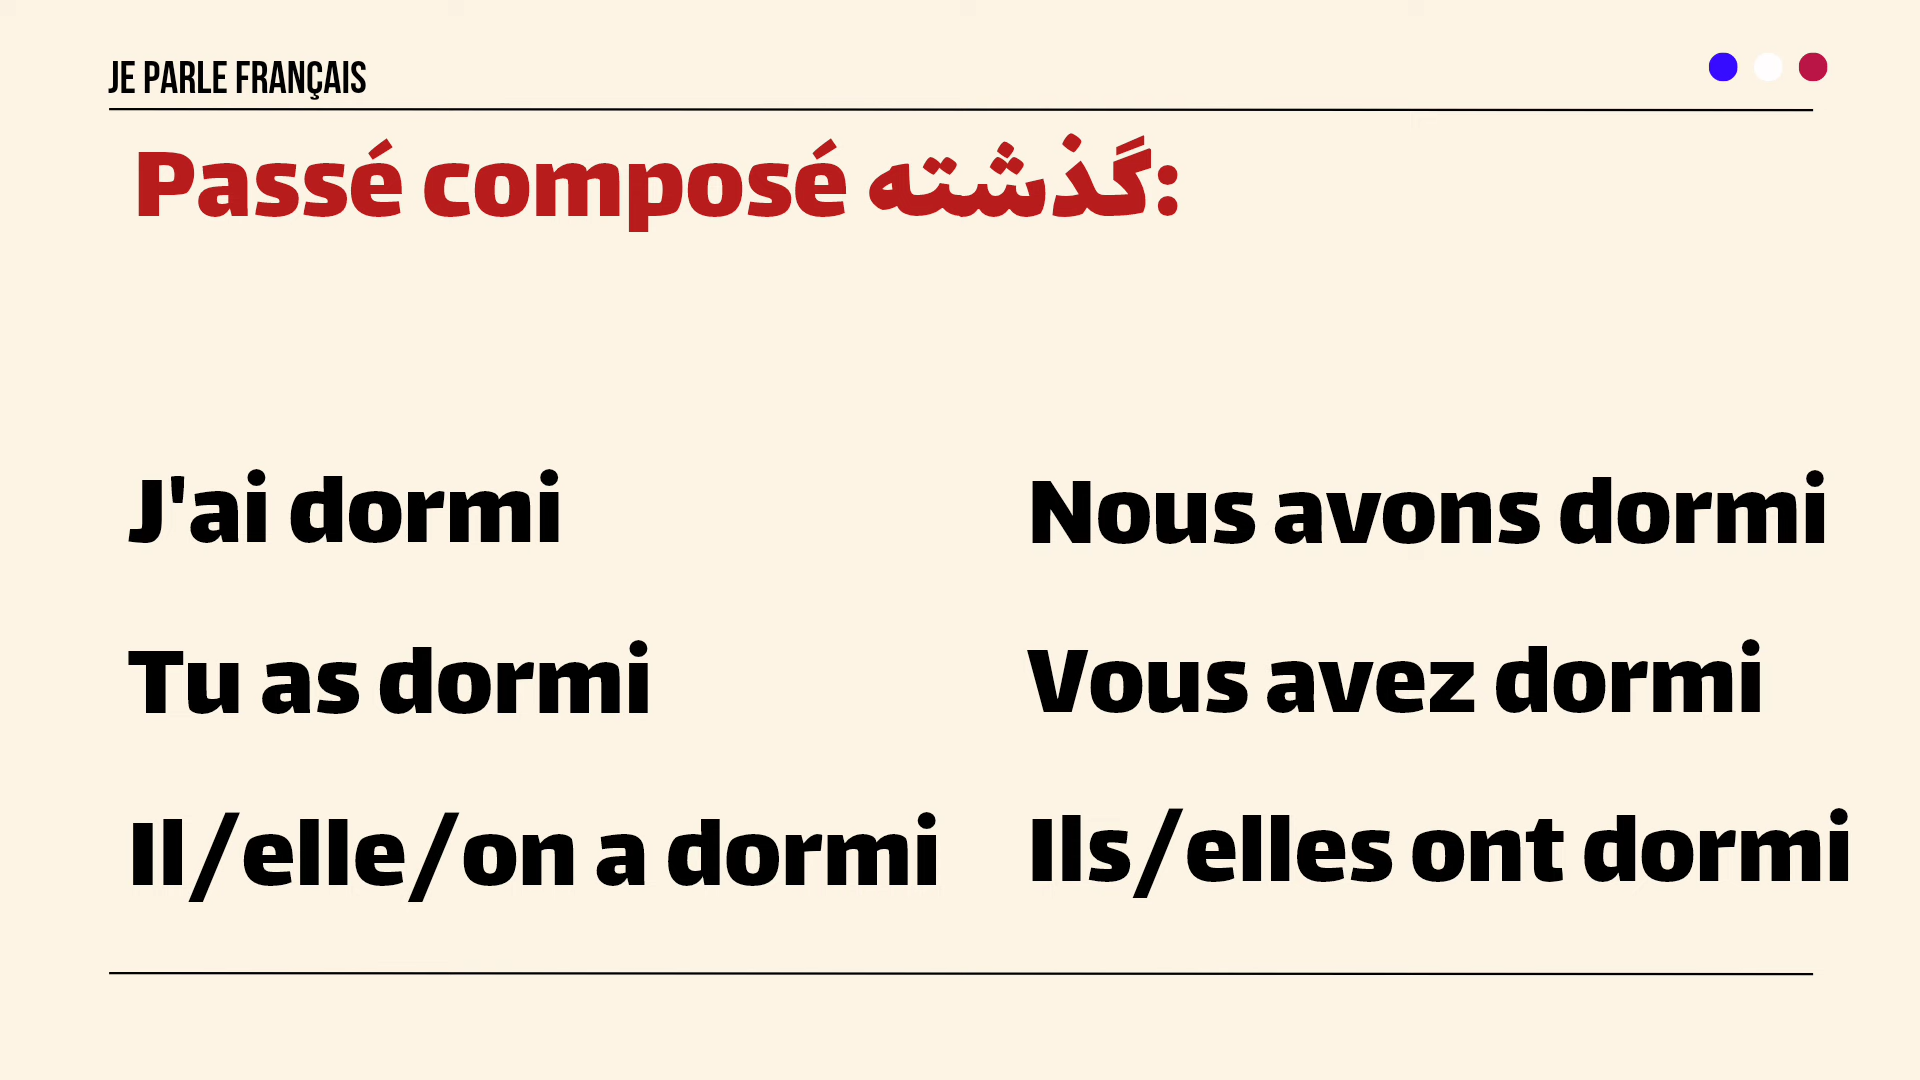 JE PARLE FRANÇAIS
Passé composé گذشته:
J'ai dormi
Tu as dormi
Il/elle/on a dormi
Nous avons dormi
Vous avez dormi
Ils/elles ont dormi